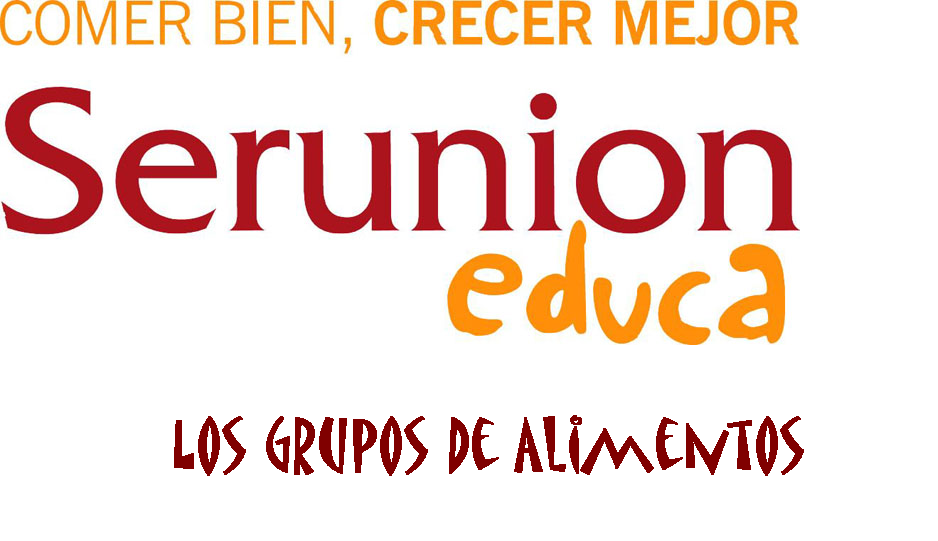 COMER BIEN, CRECER MEJOR
Serunion
educa
LOS GRUPOS DE ALIMENTOS